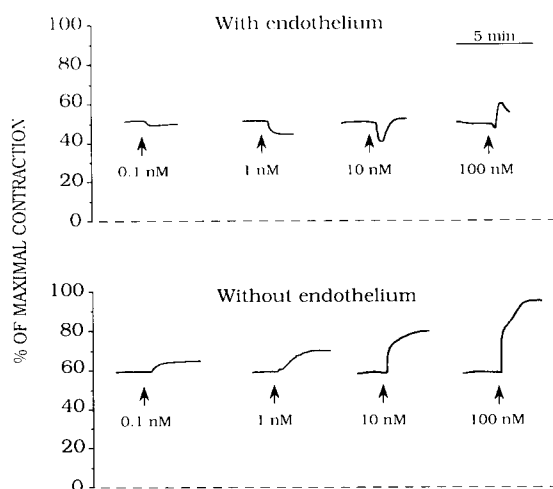 % OF MAXIMAL CONTRACTION
With endothelium
5 min
100
80
60
40
20
0
0.1 nM
1 nM
10 nM
100 nM
Without endothelium
100
80
60
40
20
0
0.1 nM
1 nM
10 nM
100 nM